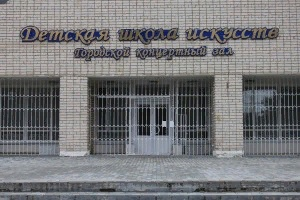 Детская школа искусств
Городской концертный зал